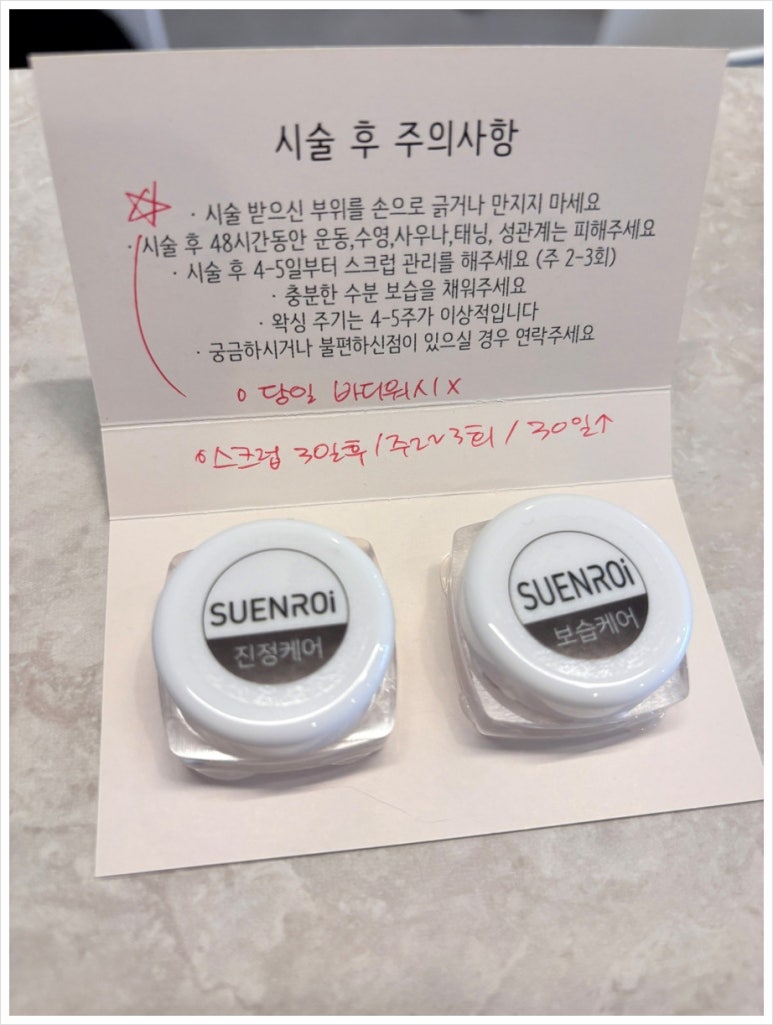 시술 후 주의사항
· 시술 받으신 부위를 손으로 긁거나 만지지 마세요
· 시술 후 48시간동안 운동,수영,사우나,태닝, 성관계는 피해주세요
· 시술 후 4-5일부터 스크럽 관리를 해주세요 (주 2-3회)
· 충분한 수분 보습을 채워주세요
· 왁싱 주기는 4-5주가 이상적입니다
· 궁금하시거나 불편하신점이 있으실 경우 연락주세요
o 당일 바디워시 x
o 스크럽 3일후 / 주2~3회 / 30일↑
SUENROi
진정케어
SUENROi
보습케어